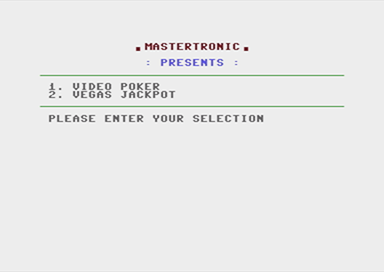 .MASTERTRONIC.
: PRESENTS :
1. VIDEO POKER
2. VEGAS JACKPOT
PLEASE ENTER YOUR SELECTION